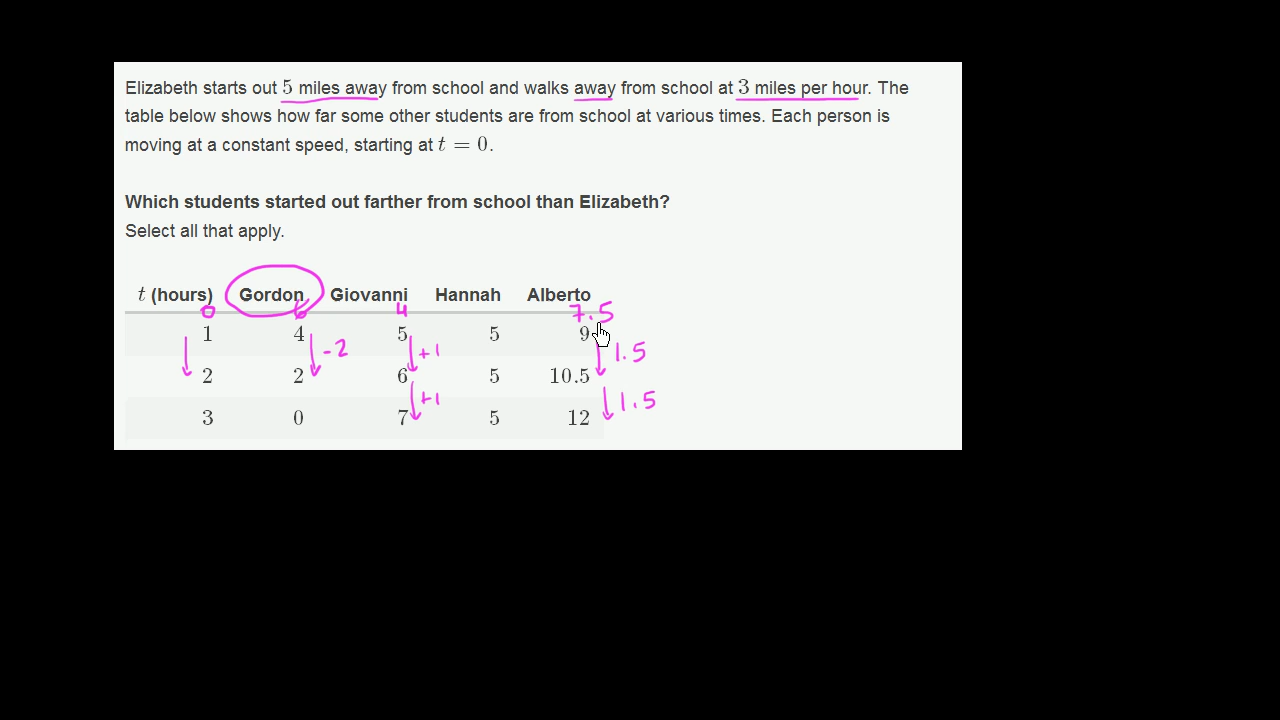 Elizabeth starts out 5 miles away from school and walks away from school at 3 miles per hour. The
table below shows how far some other students are from school at various times. Each person is
moving at a constant speed, starting at t = 0.
Which students started out farther from school than Elizabeth?
Select all that apply.
t (hours) Gordon Giovanni Hannah Alberto
0 6 4 7.5
1 4 5 5 9
-2 +1 1.5
2 2 6 5 10.5
+1 1.5
3 0 7 5 12